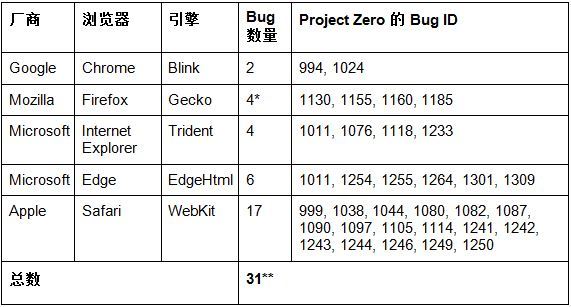 厂商 浏览器 引擎 Bug 数量 Project Zero 的 Bug ID
Google Chrome Blink 2 994, 1024
Mozilla Firefox Gecko 4* 1130, 1155, 1160, 1185
Microsoft Internet Explorer Trident 4 1011, 1076, 1118, 1233
Microsoft Edge EdgeHtml 6 1011, 1254, 1255, 1264, 1301, 1309
Apple Safari WebKit 17 999, 1038, 1044, 1080, 1082, 1087,
1090, 1097, 1105, 1114, 1241, 1242,
1243, 1244, 1246, 1249, 1250
总数 31**